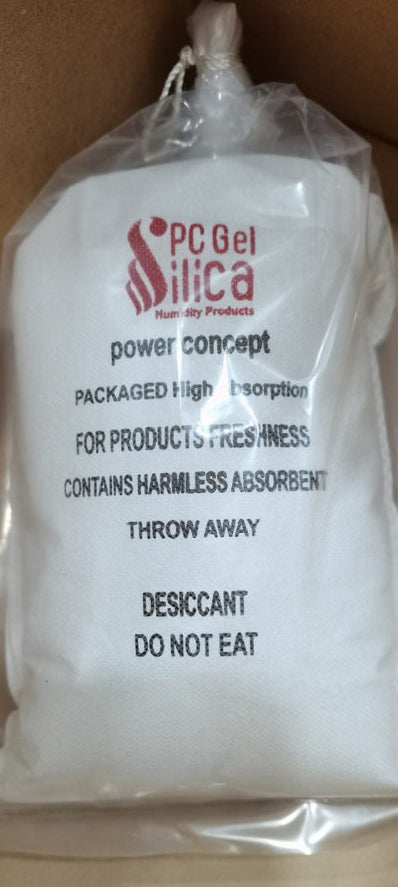 PC Gel
Silica
Humidity Products
power concept
PACKAGED High Absorption
FOR PRODUCTS FRESHNESS
CONTAINS HARMLESS ABSORBENT
THROW AWAY
DESICCANT
DO NOT EAT